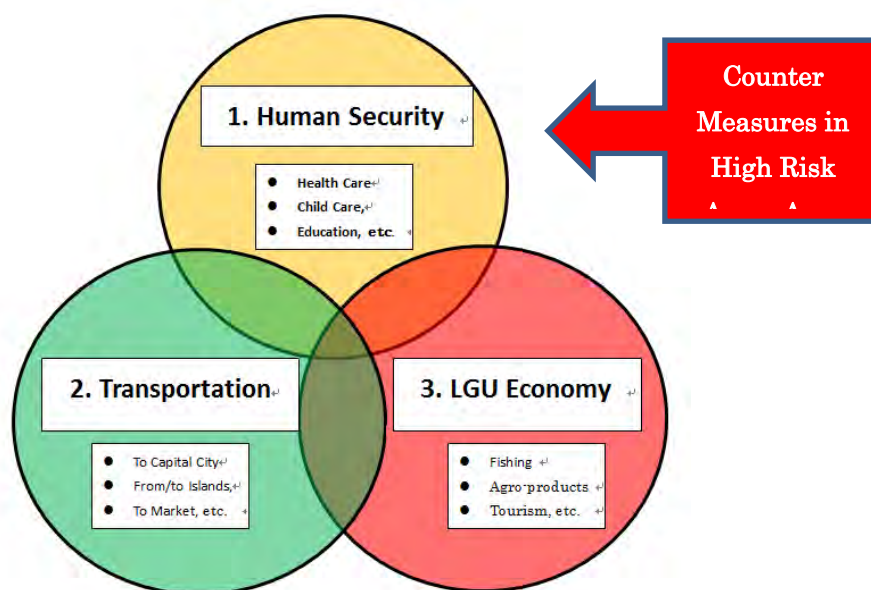 1. Human Security
● Health Care
● Child Care,
● Education, etc.
Counter
Measures in
High Risk
2. Transportation
● To Capital City
● From/to Islands,
● To Market, etc.
3. LGU Economy
● Fishing
● Agro-products
● Tourism, etc.